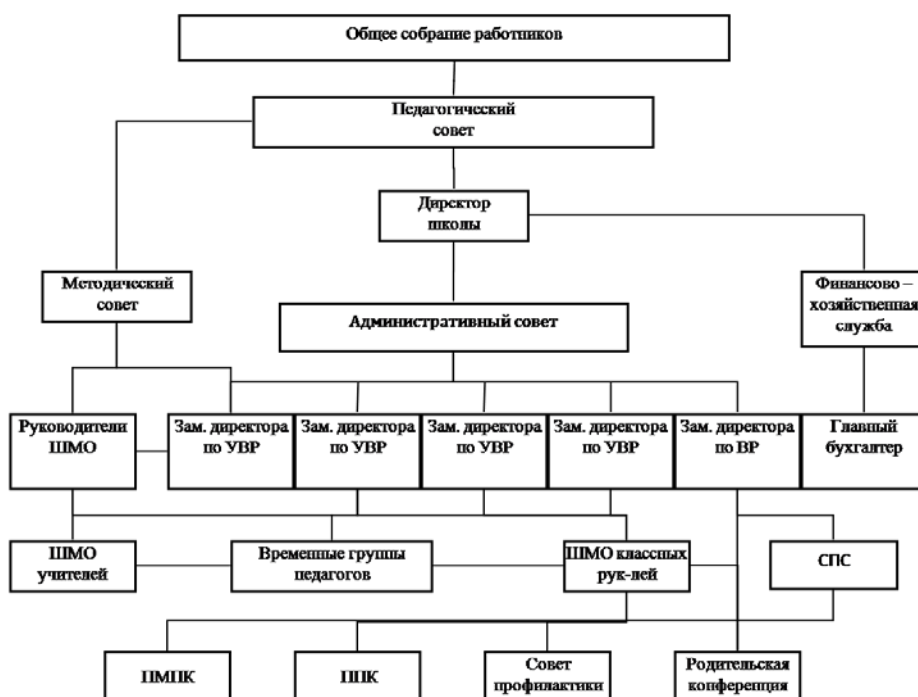 Общее собрание работников
Педагогический
совет
Директор
школы
Методический
совет
Финансово –
хозяйственная
служба
Административный совет
Руководители
ШМО
Зам. директора
по УВР
Зам. директора
по УВР
Зам. директора
по УВР
Зам. директора
по УВР
Зам. директора
по ВР
Главный
бухгалтер
ШМО
учителей
Временные группы
педагогов
ШМО классных
рук-лей
СПС
ПМПК
ППК
Совет
профилактики
Родительская
конференция